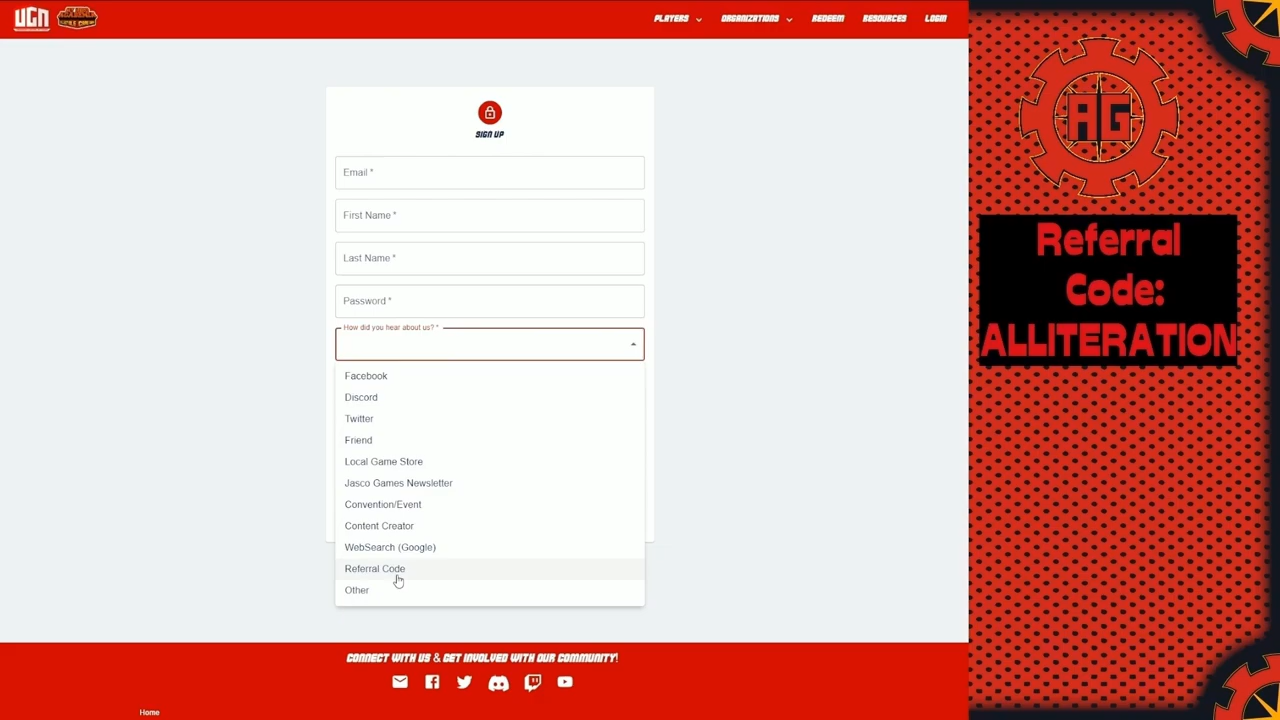 UGN
PLAYERS
ORGANIZATIONS
REDEEM
RESOURCES
LOGIN
SIGN UP
Email *
First Name *
Last Name *
Password *
How did you hear about us? *
Facebook
Discord
Twitter
Friend
Local Game Store
Jasco Games Newsletter
Convention/Event
Content Creator
WebSearch (Google)
Referral Code
Other
CONNECT WITH US & GET INVOLVED WITH OUR COMMUNITY!
Home
AG
Referral
Code:
ALLITERATION